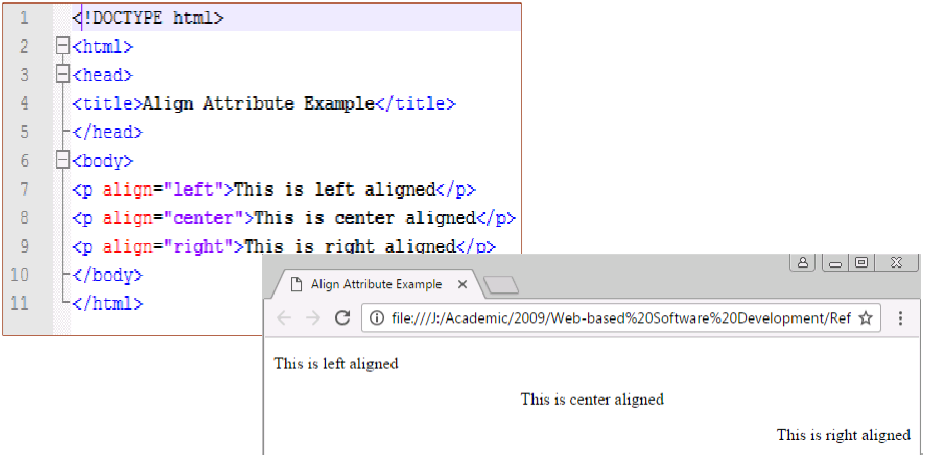 1 <!DOCTYPE html>
2 <html>
3 <head>
4 <title>Align Attribute Example</title>
5 </head>
6 <body>
7 <p align="left">This is left aligned</p>
8 <p align="center">This is center aligned</p>
9 <p align="right">This is right aligned</p>
10 </body>
11 </html>
Align Attribute Example
file:///J:/Academic/2009/Web-based%20Software%20Development/Ref
This is left aligned
This is center aligned
This is right aligned